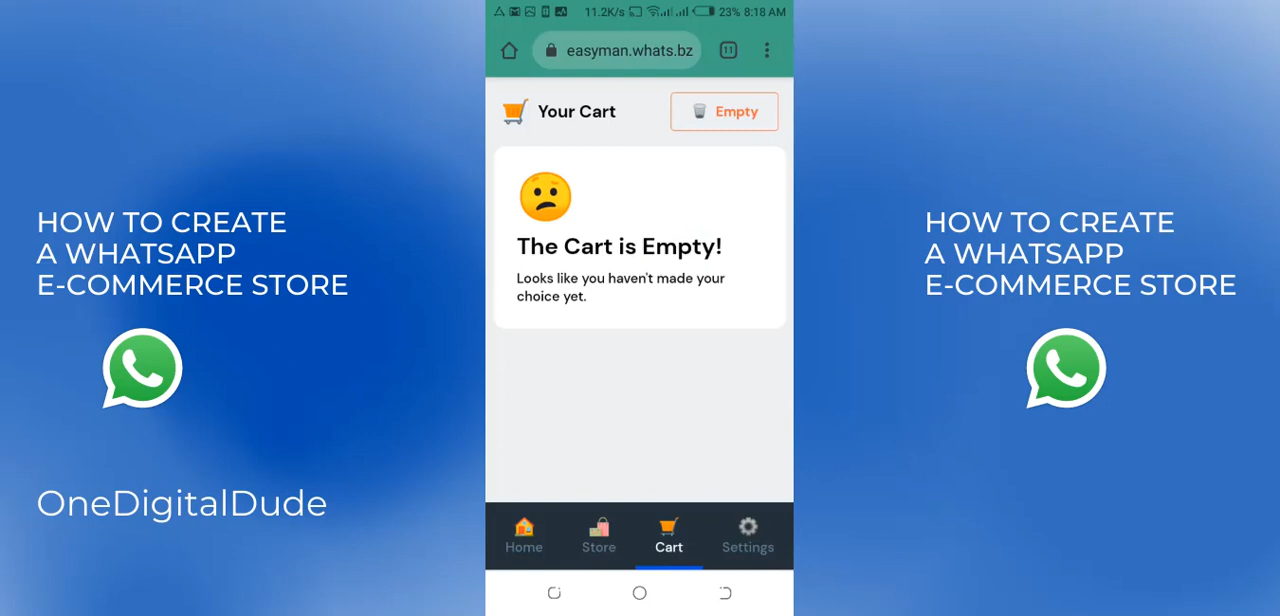 HOW TO CREATE
A WHATSAPP
E-COMMERCE STORE
OneDigitalDude
11.2K/s 23% 8:18 AM
easyman.whats.bz 11
Your Cart Empty
The Cart is Empty!
Looks like you haven't made your
choice yet.
Home Store Cart Settings
HOW TO CREATE
A WHATSAPP
E-COMMERCE STORE